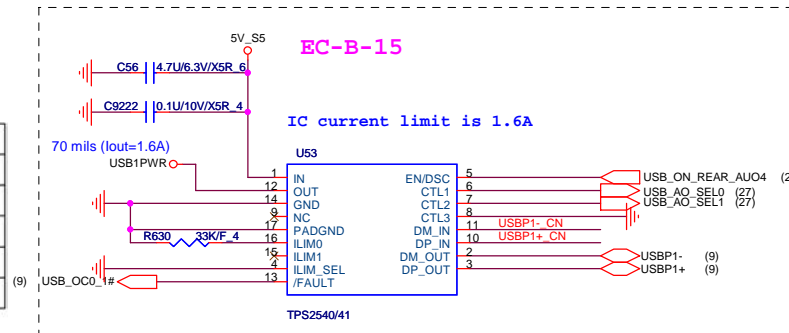 5V_S5
EC-B-15
C56 4.7U/6.3V/X5R_6
C9222 0.1U/10V/X5R_4
IC current limit is 1.6A
70 mils (Iout=1.6A)
U53
USB1PWR
1 IN EN/DSC 5 USB_ON_REAR_AUO4 (2
12 OUT CTL1 6 USB_AO_SEL0 (27)
14 GND CTL2 7 USB_AO_SEL1 (27)
9 NC CTL3 8
17 PADGND DM_IN 11 USBP1-_CN
R630 33K/F_4 16 ILIM0 DP_IN 10 USBP1+_CN
15 ILIM1 DM_OUT 2 USBP1- (9)
4 ILIM_SEL DP_OUT 3 USBP1+ (9)
(9) USB_OC0_1# 13 /FAULT
TPS2540/41